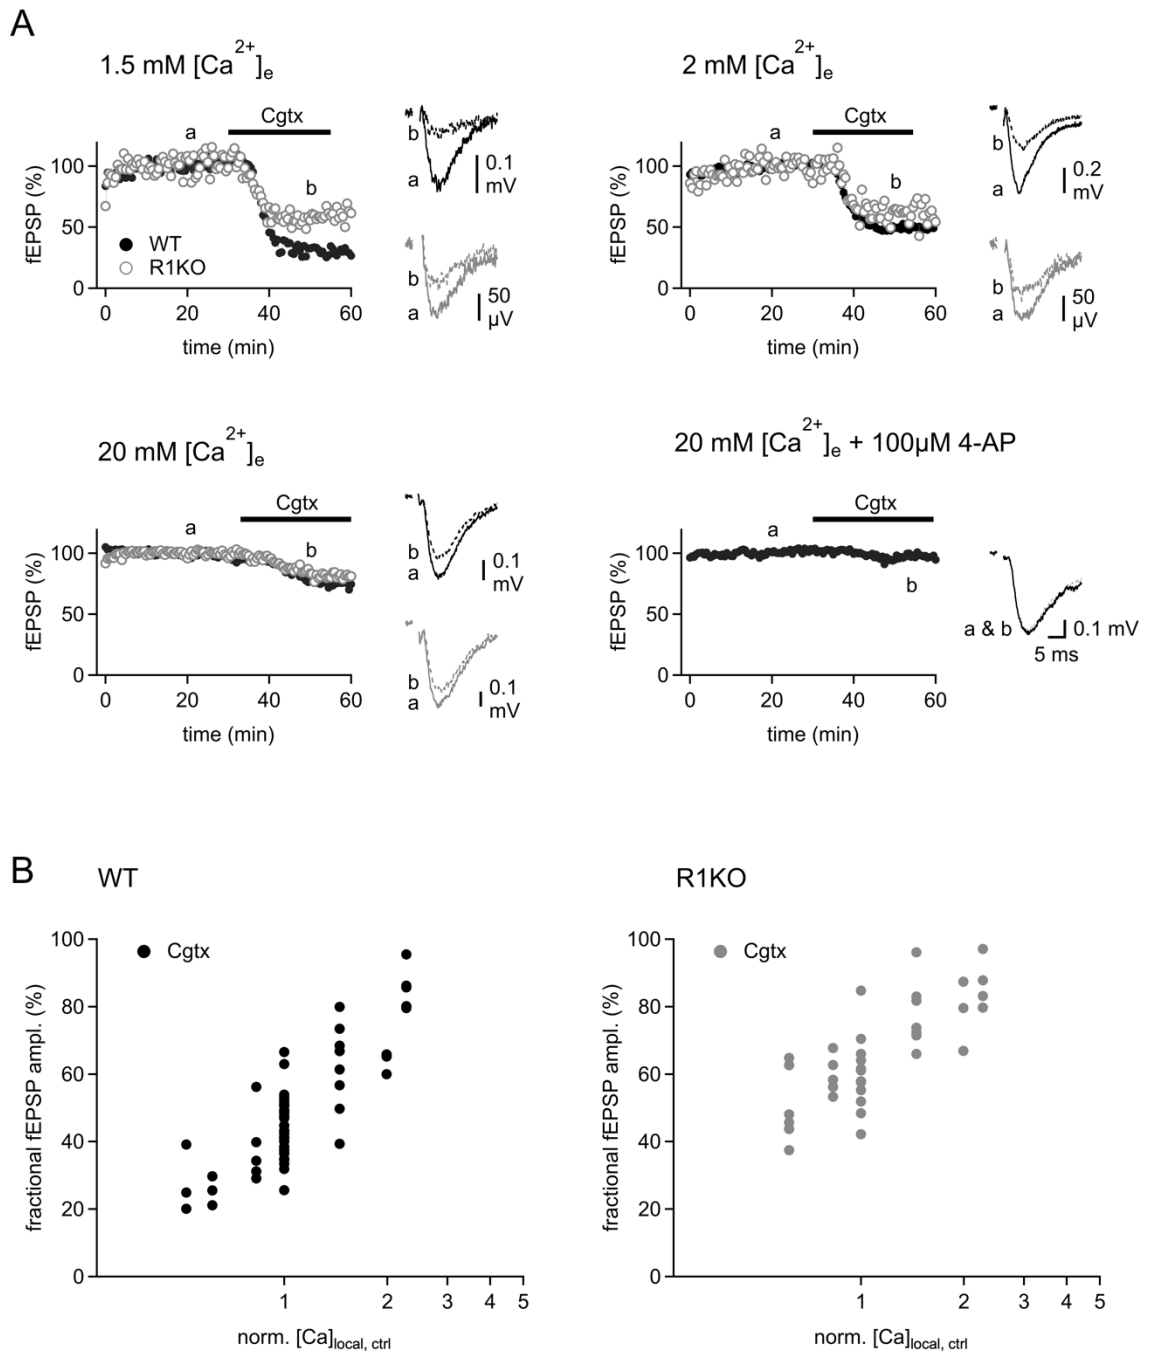 A
1.5 mM [Ca2+]e
2 mM [Ca2+]e
Cgtx
a
b
100
50
0
fEPSP (%)
WT
R1KO
0 20 40 60
time (min)
b
a
0.1
mV
b
a
50
µV
Cgtx
a
b
100
50
0
fEPSP (%)
0 20 40 60
time (min)
b
a
0.2
mV
b
a
50
µV
20 mM [Ca2+]e
20 mM [Ca2+]e + 100µM 4-AP
Cgtx
a
b
100
50
0
fEPSP (%)
0 20 40 60
time (min)
b
a
0.1
mV
b
a
0.1
mV
Cgtx
a
b
100
50
0
fEPSP (%)
0 20 40 60
time (min)
a & b
0.1 mV
5 ms
B
WT
Cgtx
100
80
60
40
20
0
fractional fEPSP ampl. (%)
1 2 3 4 5
norm. [Ca]local, ctrl
R1KO
Cgtx
100
80
60
40
20
0
fractional fEPSP ampl. (%)
1 2 3 4 5
norm. [Ca]local, ctrl